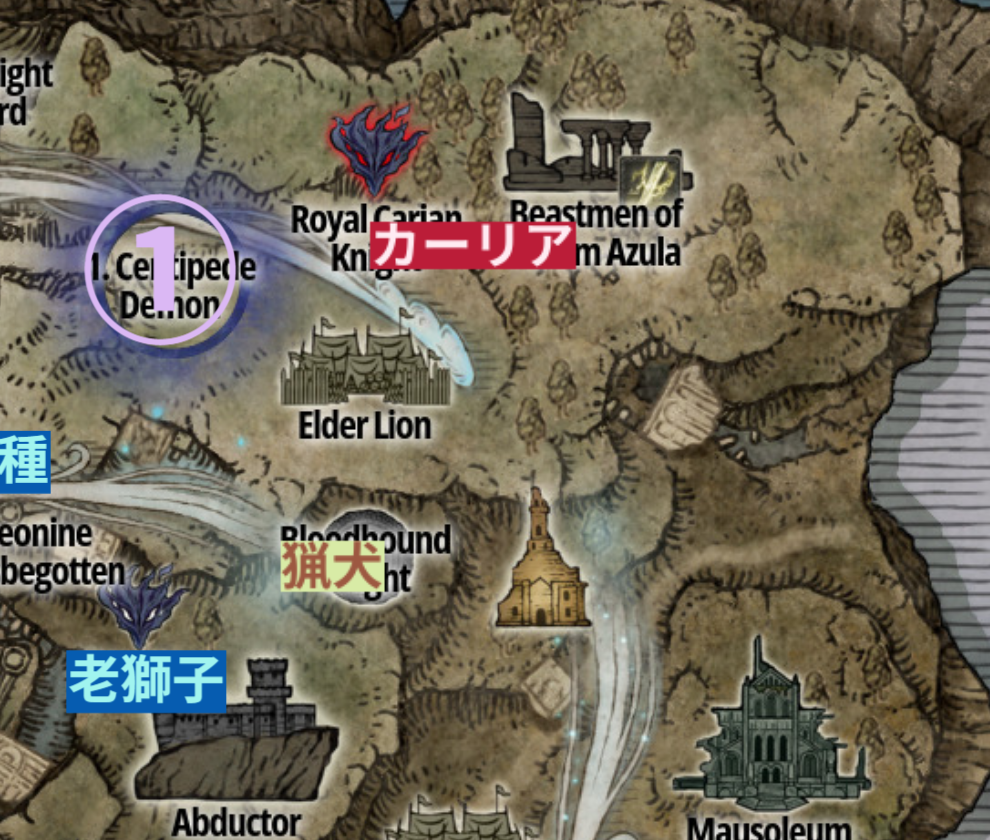 ight
rd
Royal Carian
Knight
カーリア
Beastmen of
m Azula
1
1. Centipede
Demon
Elder Lion
種
eonine
begotten
Bloodhound
ght
猟犬
老獅子
Abductor
Mausoleum